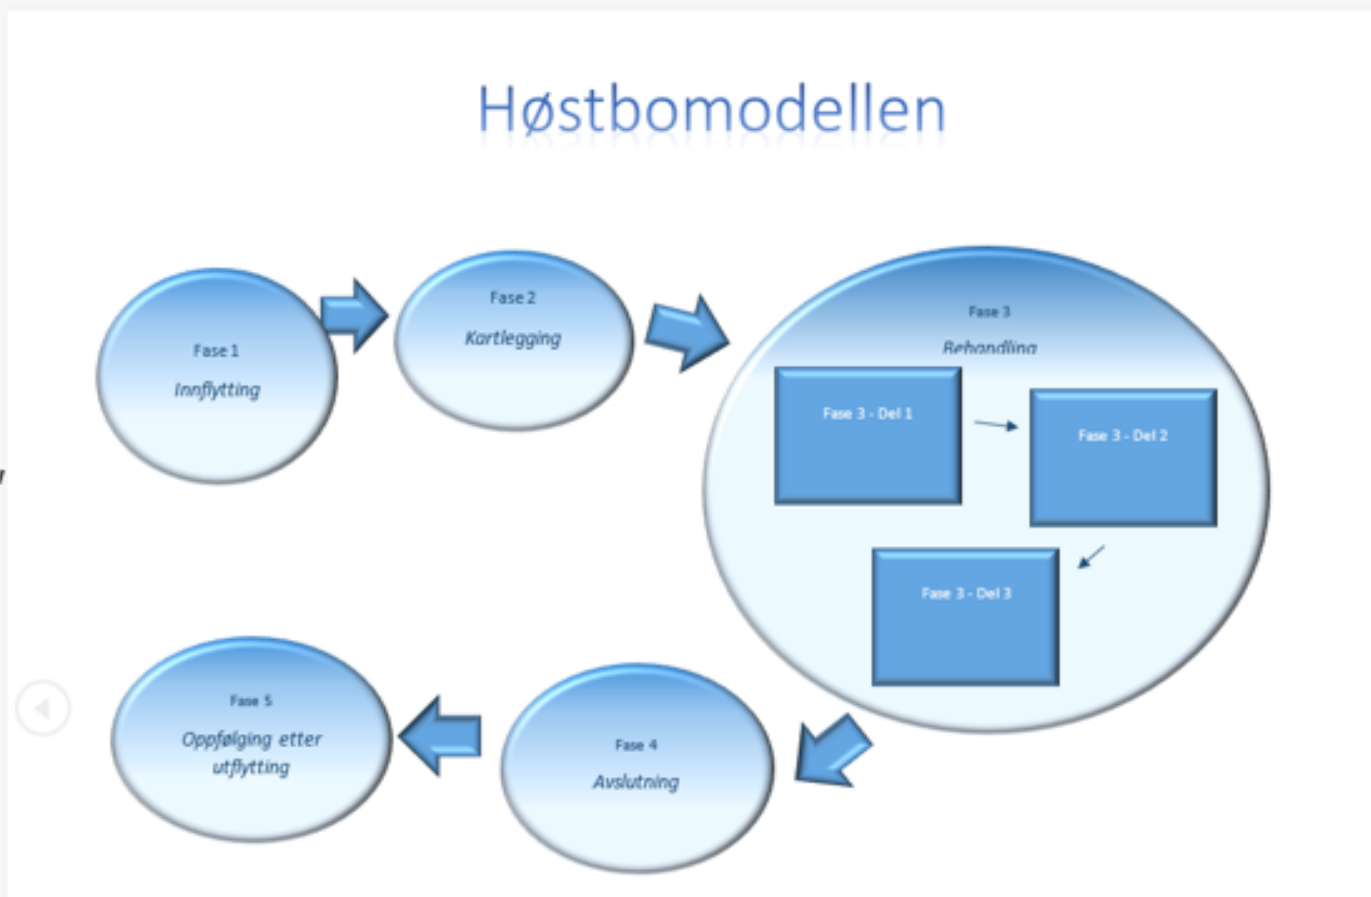 Høstbomodellen
Fase 1
Innflytting
Fase 2
Kartlegging
Fase 3
Behandling
Fase 3 - Del 1
Fase 3 - Del 2
Fase 3 - Del 3
Fase 4
Avslutning
Fase 5
Oppfølging etter
utflytting